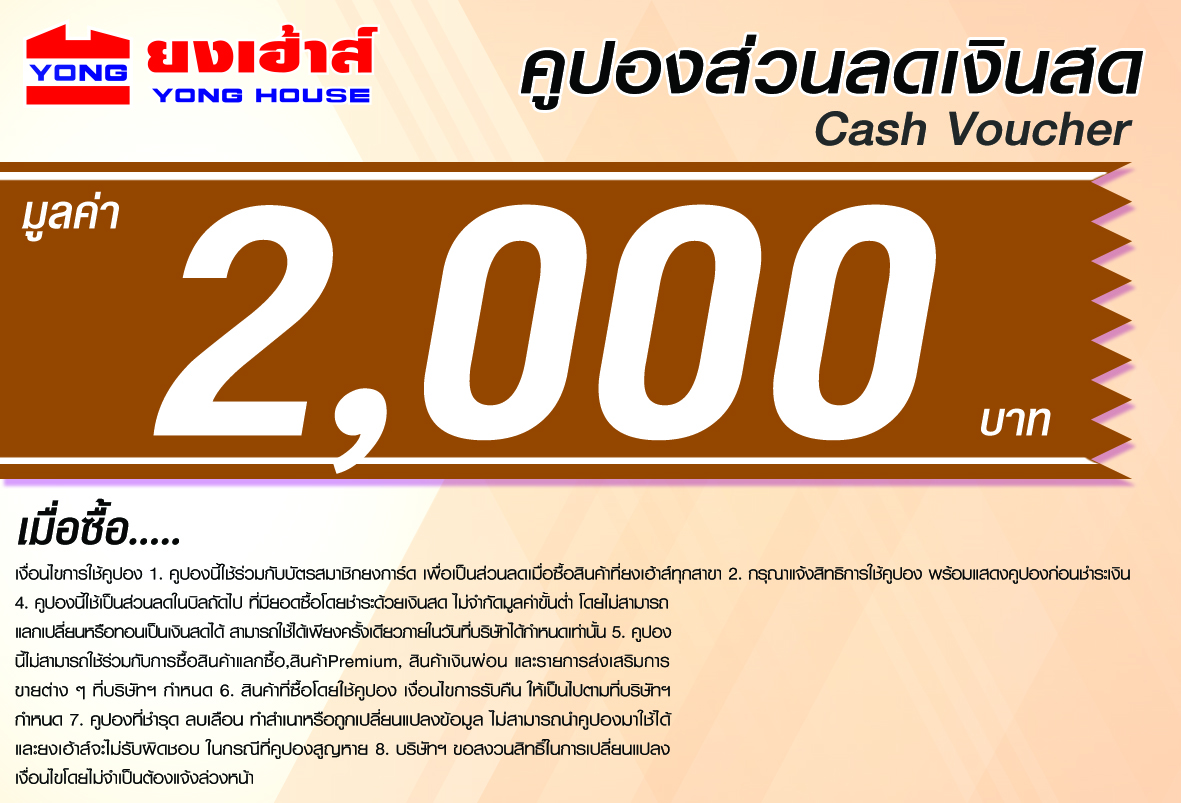 YONG
ยงเฮ้าส์
YONG HOUSE
คูปองส่วนลดเงินสด
Cash Voucher
มูลค่า
2,000
บาท
เมื่อซื้อ.....
เงื่อนไขการใช้คูปอง 1. คูปองนี้ใช้ร่วมกับบัตรสมาชิกยงการ์ด เพื่อเป็นส่วนลดเมื่อซื้อสินค้าที่ยงเฮ้าส์ทุกสาขา 2. กรุณาแจ้งสิทธิการใช้คูปอง พร้อมแสดงคูปองก่อนชำระเงิน
4. คูปองนี้ใช้เป็นส่วนลดในบิลถัดไป ที่มียอดซื้อโดยชำระด้วยเงินสด ไม่จำกัดมูลค่าขั้นต่ำ โดยไม่สามารถ
แลกเปลี่ยนหรือทอนเป็นเงินสดได้ สามารถใช้ได้เพียงครั้งเดียวภายในวันที่บริษัทได้กำหนดเท่านั้น 5. คูปอง
นี้ไม่สามารถใช้ร่วมกับการซื้อสินค้าแลกซื้อ,สินค้าPremium, สินค้าเงินผ่อน และรายการส่งเสริมการ
ขายต่าง ๆ ที่บริษัทฯ กำหนด 6. สินค้าที่ซื้อโดยใช้คูปอง เงื่อนไขการรับคืน ให้เป็นไปตามที่บริษัทฯ
กำหนด 7. คูปองที่ชำรุด ลบเลือน ทำสำเนาหรือถูกเปลี่ยนแปลงข้อมูล ไม่สามารถนำคูปองมาใช้ได้
และยงเฮ้าส์จะไม่รับผิดชอบ ในกรณีที่คูปองสูญหาย 8. บริษัทฯ ขอสงวนสิทธิ์ในการเปลี่ยนแปลง
เงื่อนไขโดยไม่จำเป็นต้องแจ้งล่วงหน้า